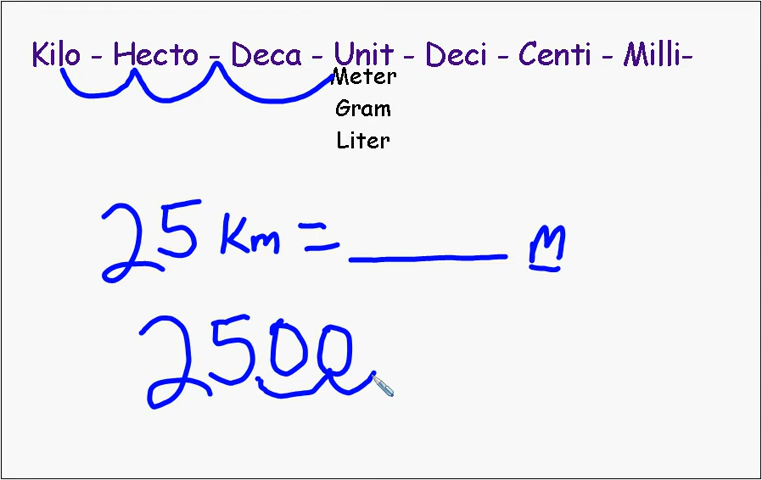 Kilo - Hecto - Deca - Unit - Deci - Centi - Milli-
Meter
Gram
Liter
25 Km = ______ m
2500